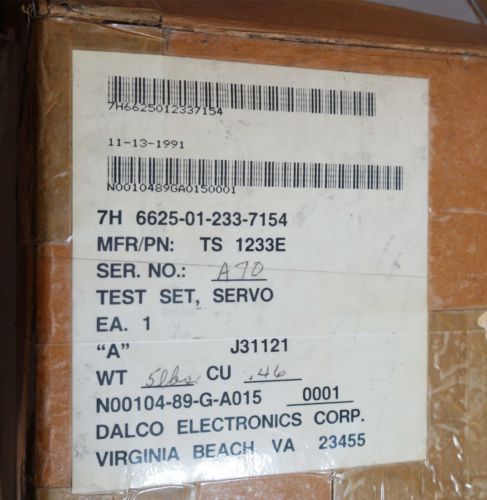 7H6625012337154
11-13-1991
N0010489GA0150001
7H 6625-01-233-7154
MFR/PN: TS 1233E
SER. NO.: A70
TEST SET, SERVO
EA. 1
"A" J31121
WT 5lbs CU .46
N00104-89-G-A015 0001
DALCO ELECTRONICS CORP.
VIRGINIA BEACH VA 23455